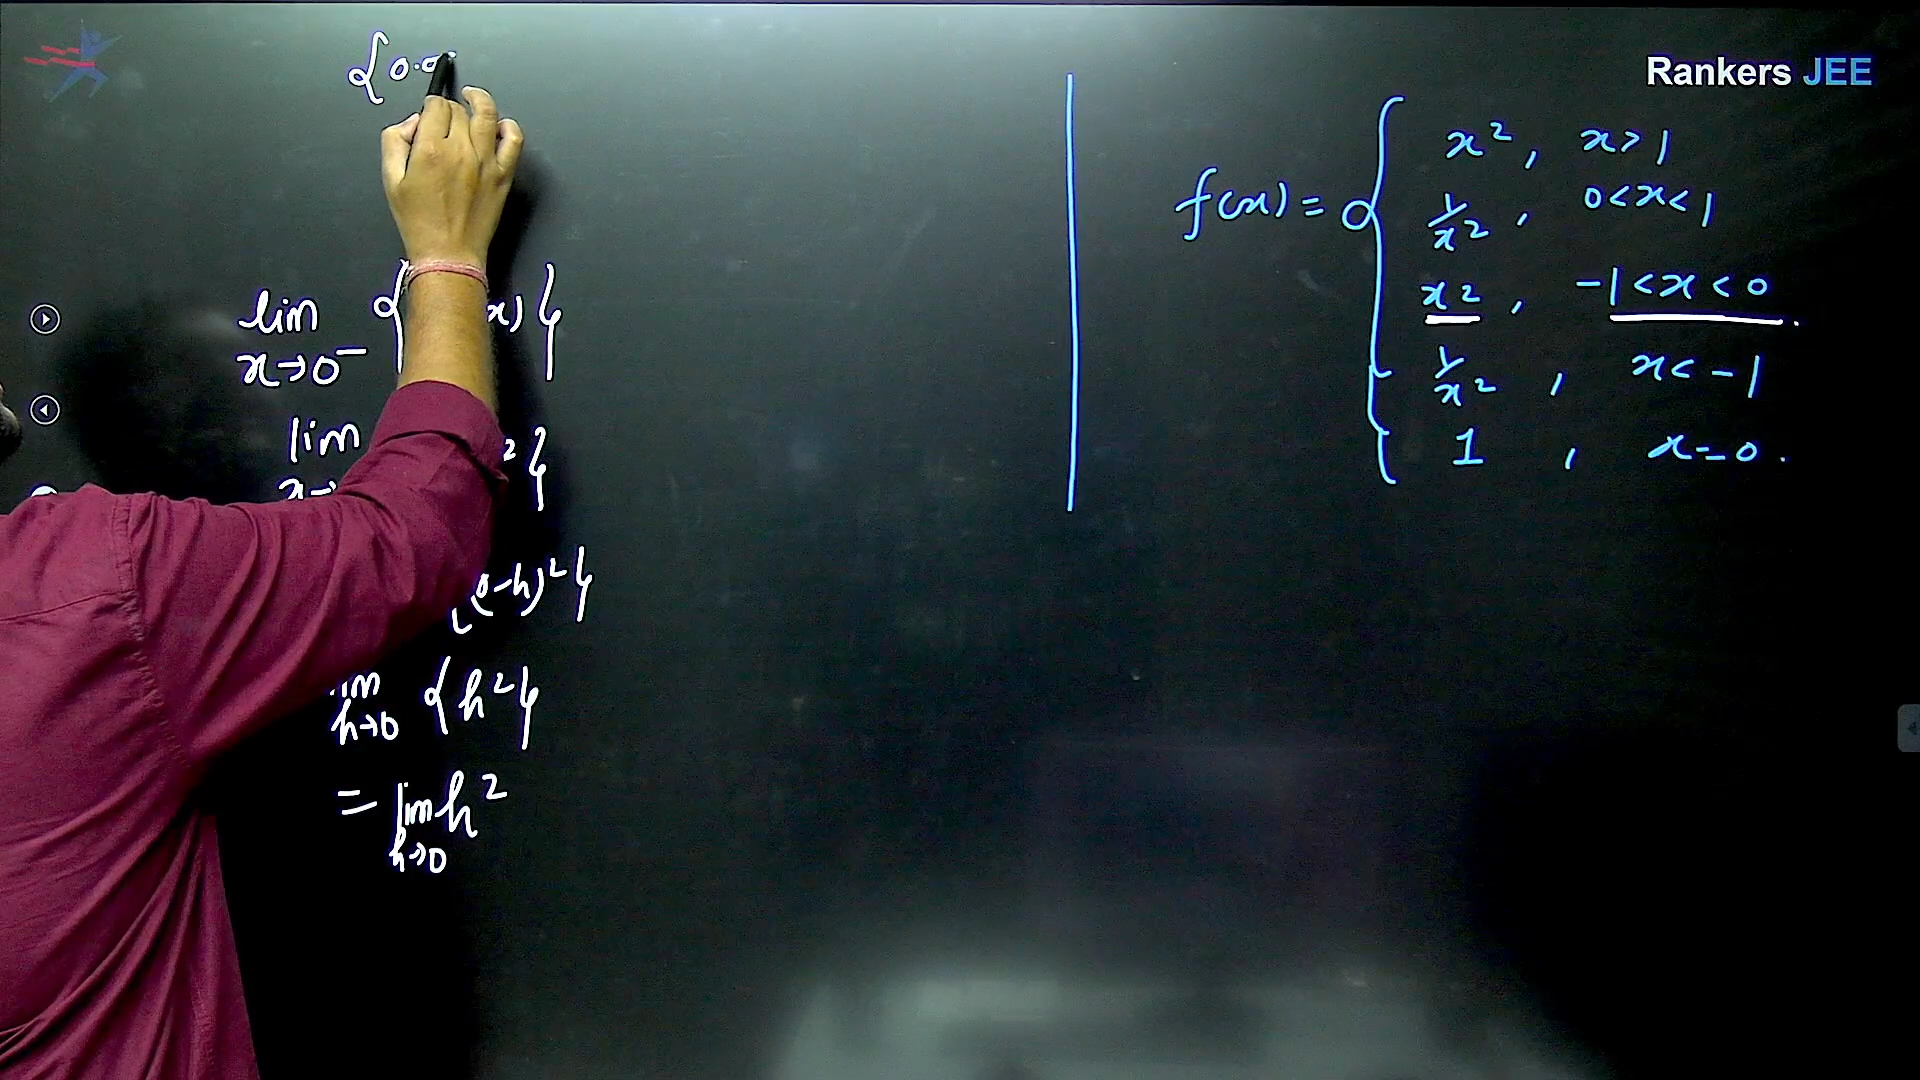 {0.0
lim { x)}
x→0⁻
lim ²}
x→
(0-h)²}
lim {h²}
h→0
= lim h²
h→0
Rankers JEE
f(x) = { x², x>1
1/x², 0<x<1
x², -1<x<0.
1/x², x<-1
1, x=0.